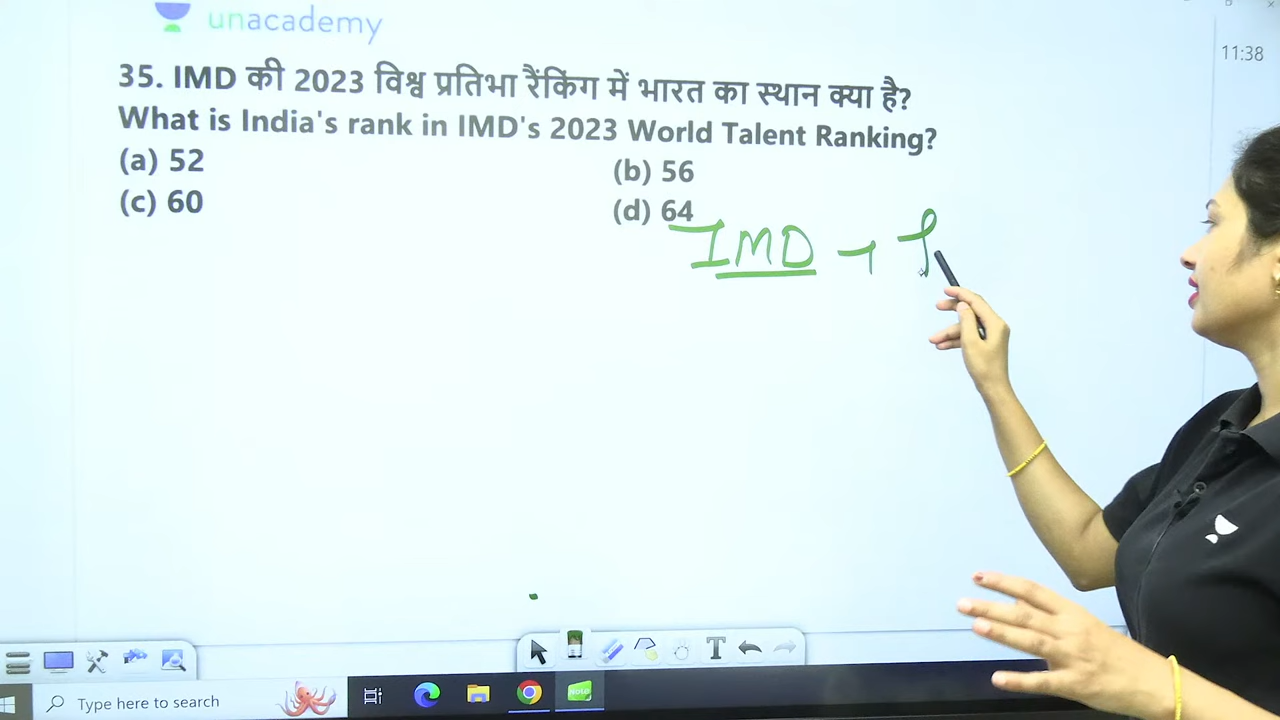 unacademy
11:38
35. IMD की 2023 विश्व प्रतिभा रैंकिंग में भारत का स्थान क्या है?
What is India's rank in IMD's 2023 World Talent Ranking?
(a) 52
(b) 56
(c) 60
(d) 64
IMD →
Type here to search